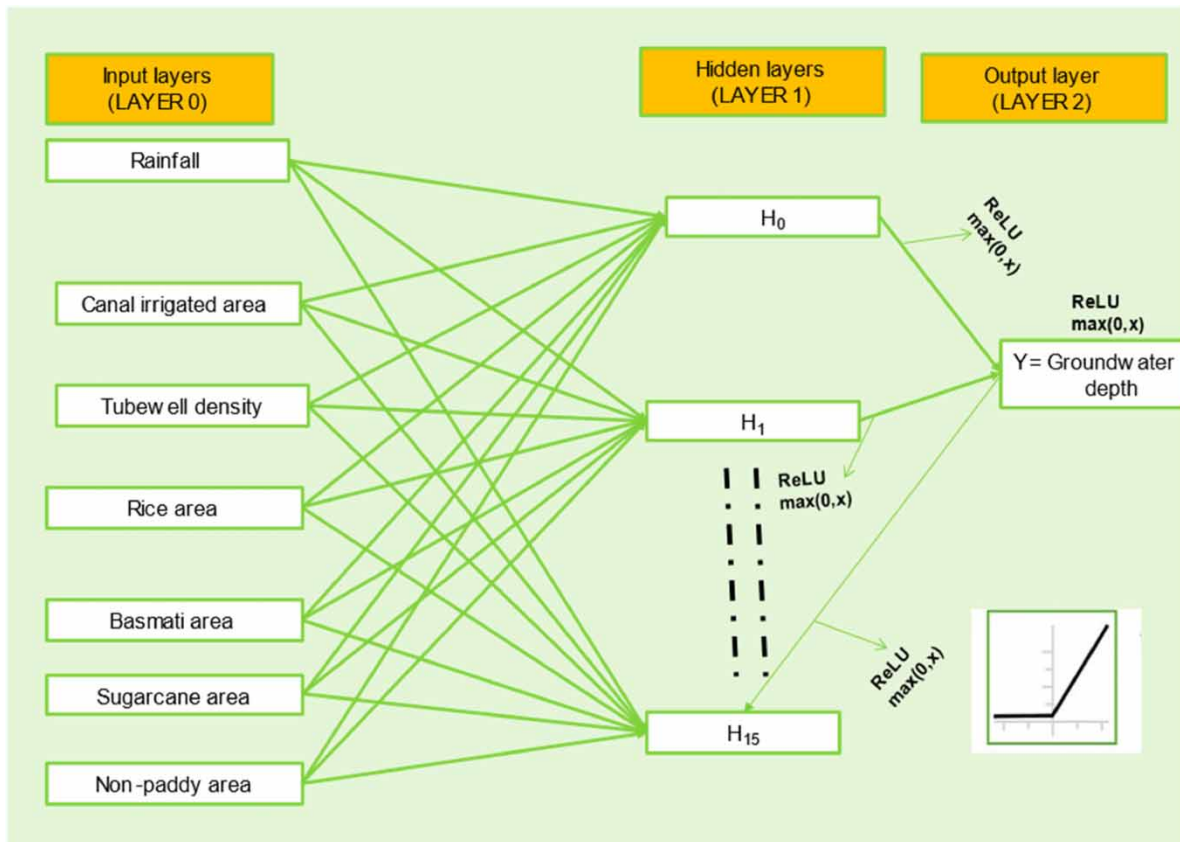 Input layers
(LAYER 0)
Hidden layers
(LAYER 1)
Output layer
(LAYER 2)
Rainfall
Canal irrigated area
Tubewell density
Rice area
Basmati area
Sugarcane area
Non-paddy area
H₀
H₁
H₁₅
ReLU
max(0,x)
ReLU
max(0,x)
ReLU
max(0,x)
ReLU
max(0,x)
Y= Groundwater
depth